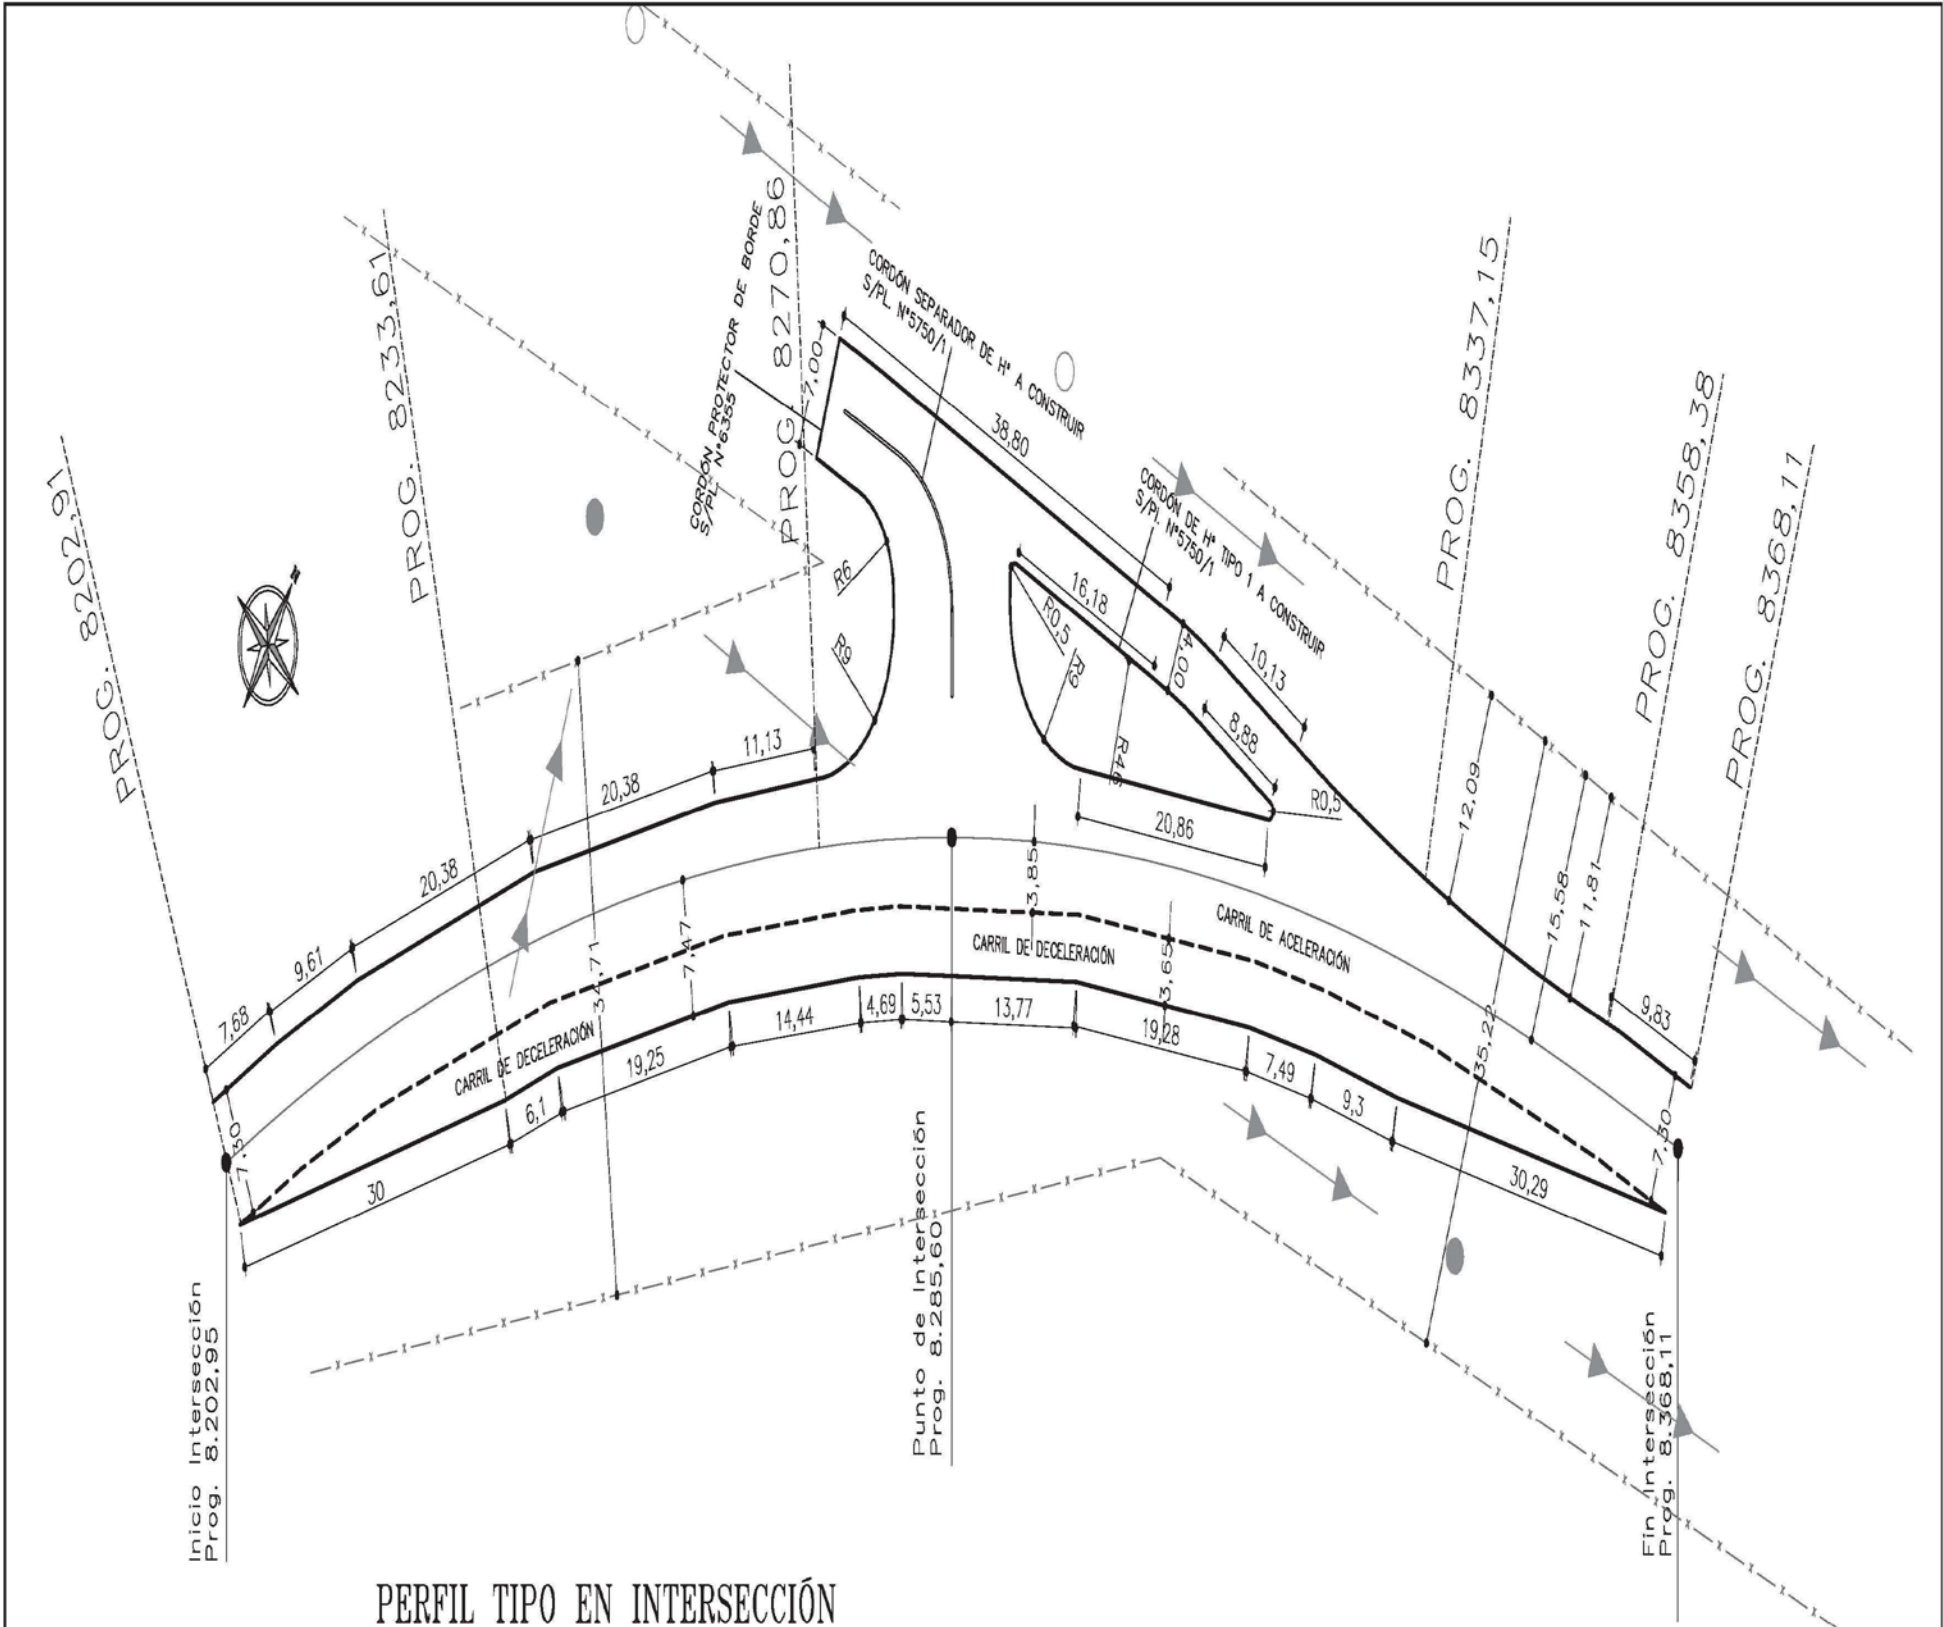 PROG. 8202,91
PROG. 8233,61
CORDÓN PROTECTOR DE BORDE
S/PL. N°6355
PROG. 8270,86
7,00
CORDÓN SEPARADOR DE H° A CONSTRUIR
S/PL. N°5750/1
38,80
CORDÓN DE H° TIPO 1 A CONSTRUIR
S/PL. N°5750/1
PROG. 8337,15
PROG. 8358,38
PROG. 8368,11
R6
R9
16,18
R0,5
R9
4,00
10,13
8,88
R0,5
20,86
12,09
15,58
11,81
9,83
11,13
20,38
20,38
9,61
7,68
34,71
7,47
3,85
3,65
35,22
CARRIL DE DECELERACIÓN
CARRIL DE ACELERACIÓN
CARRIL DE DECELERACIÓN
7,30
30
6,1
19,25
14,44
4,69
5,53
13,77
19,28
7,49
9,3
30,29
7,30
Inicio Intersección
Prog. 8.202,95
Punto de Intersección
Prog. 8.285,60
Fin Intersección
Prog. 8.368,11
PERFIL TIPO EN INTERSECCIÓN